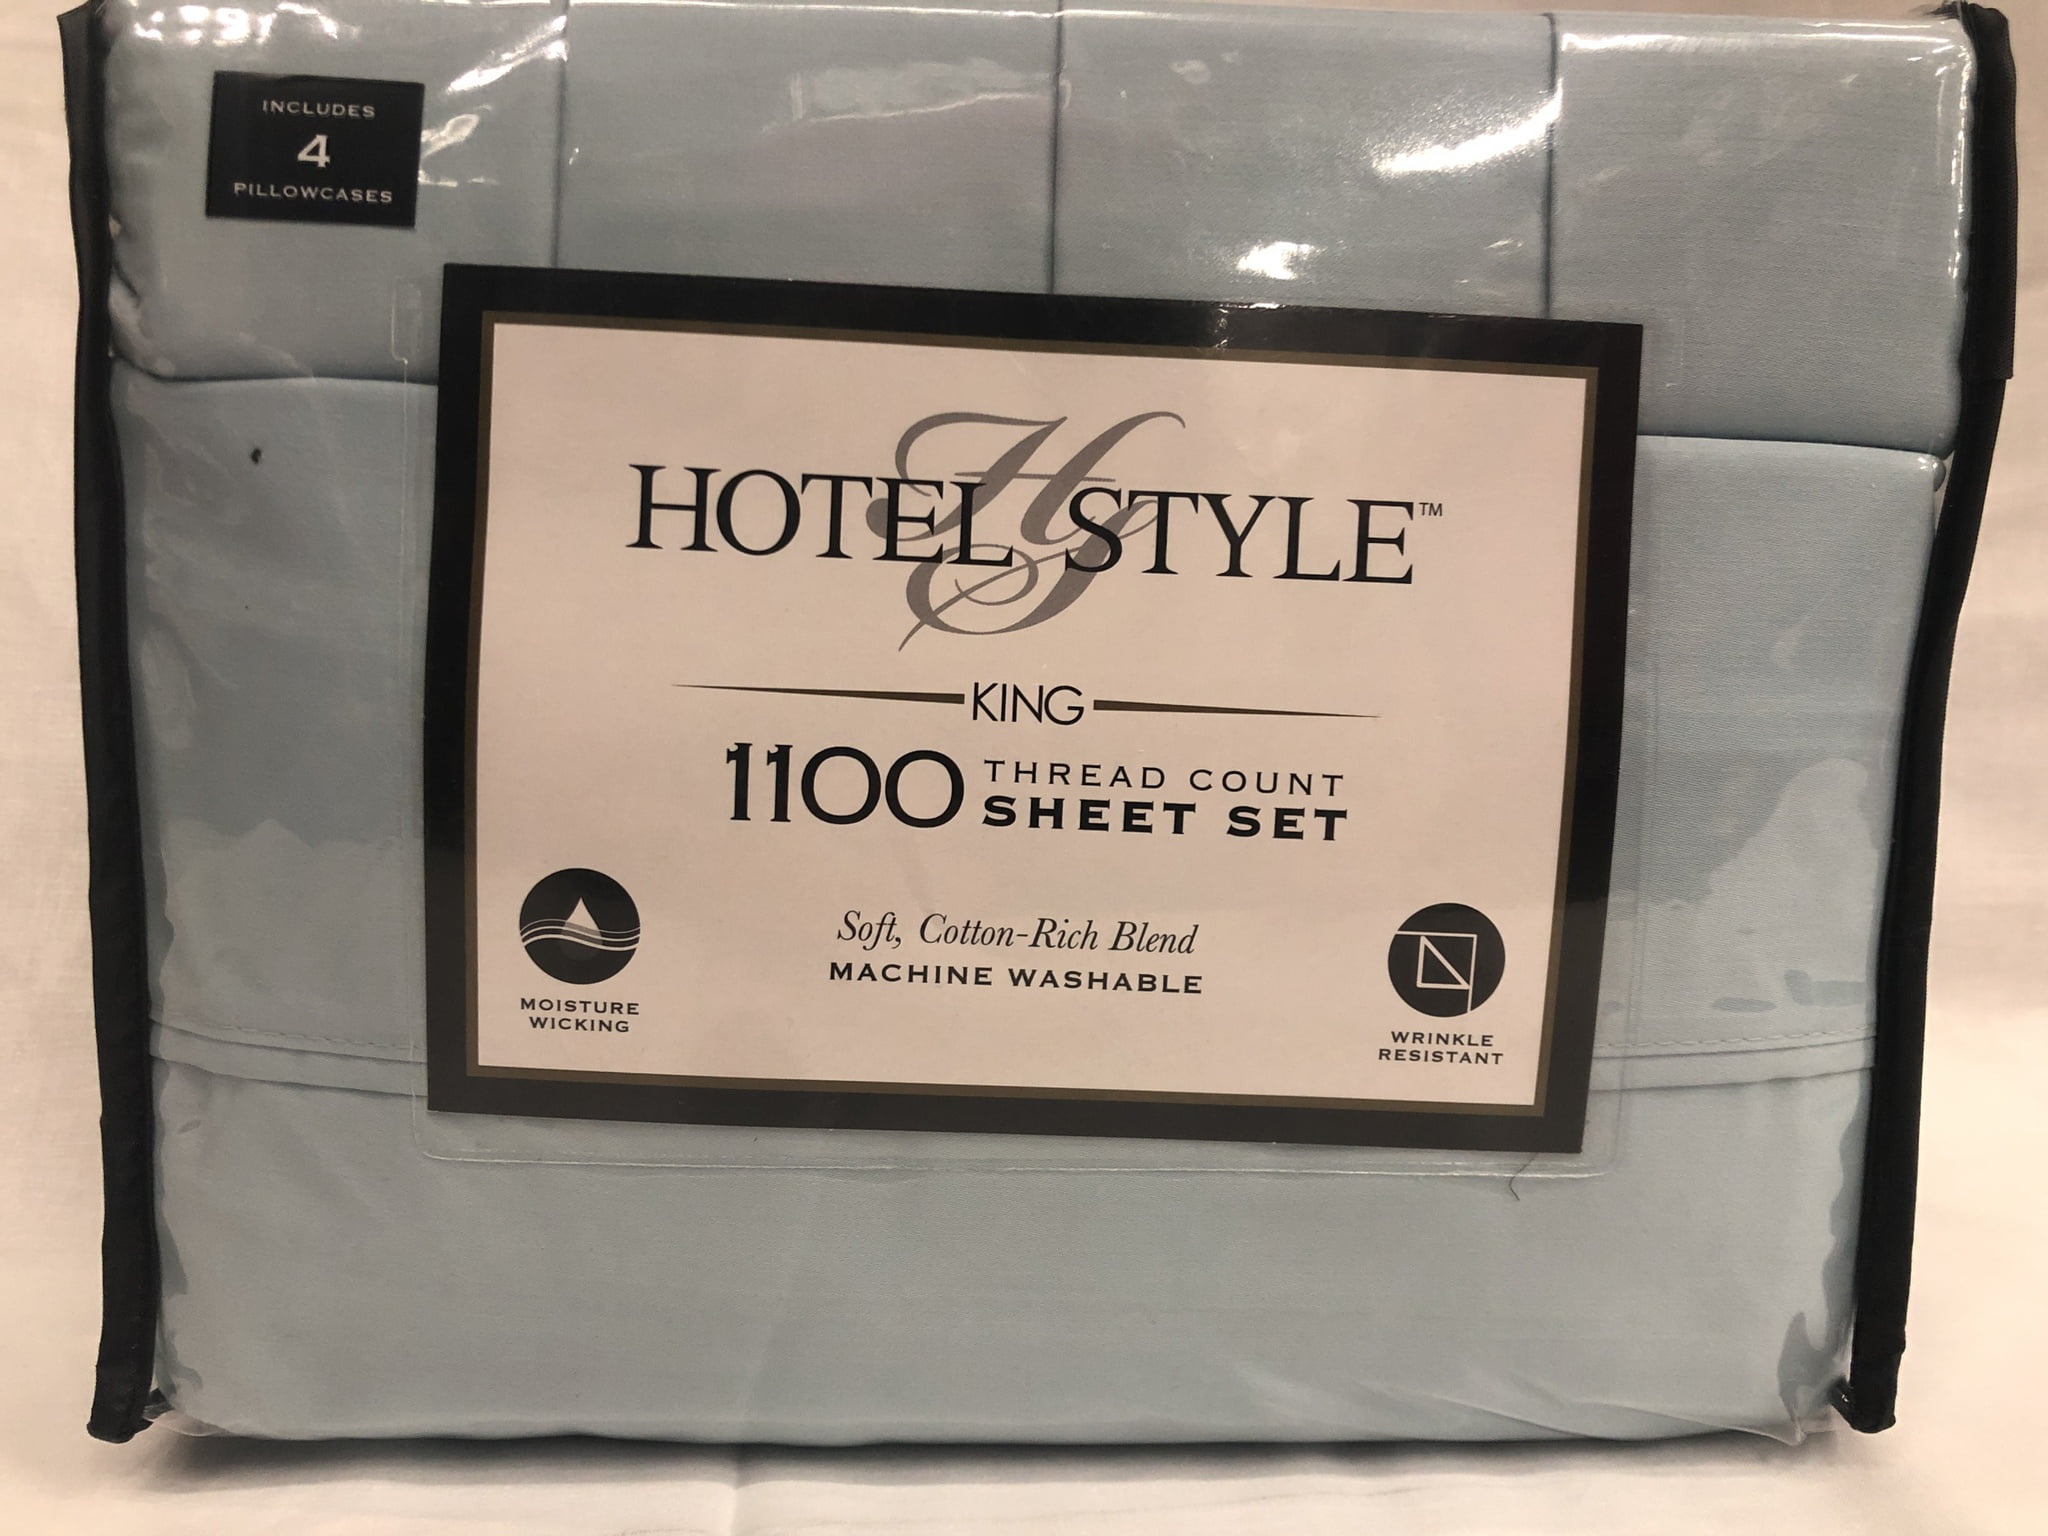 INCLUDES
4
PILLOWCASES
HS
HOTEL STYLE™
KING
1100 THREAD COUNT
SHEET SET
Soft, Cotton-Rich Blend
MACHINE WASHABLE
MOISTURE
WICKING
WRINKLE
RESISTANT